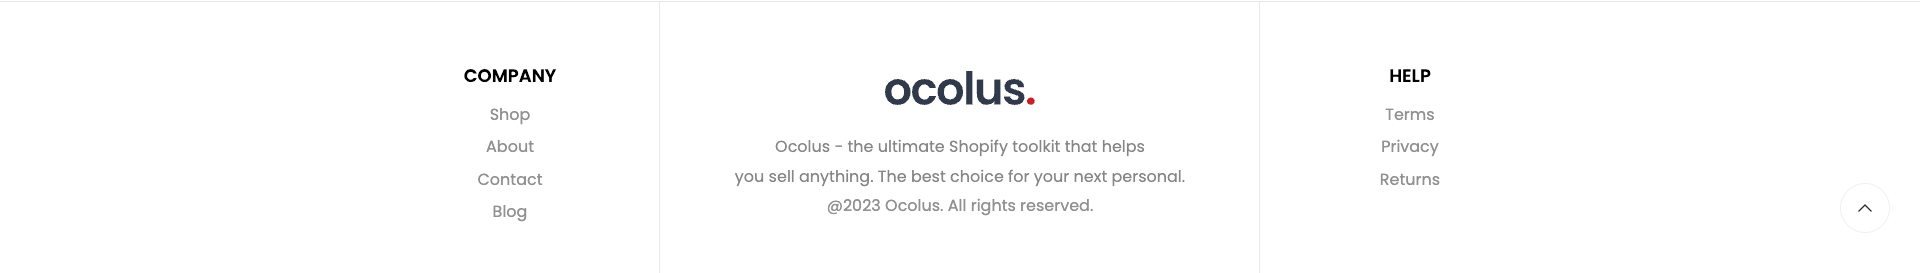 COMPANY
Shop
About
Contact
Blog
ocolus.
Ocolus - the ultimate Shopify toolkit that helps
you sell anything. The best choice for your next personal.
@2023 Ocolus. All rights reserved.
HELP
Terms
Privacy
Returns